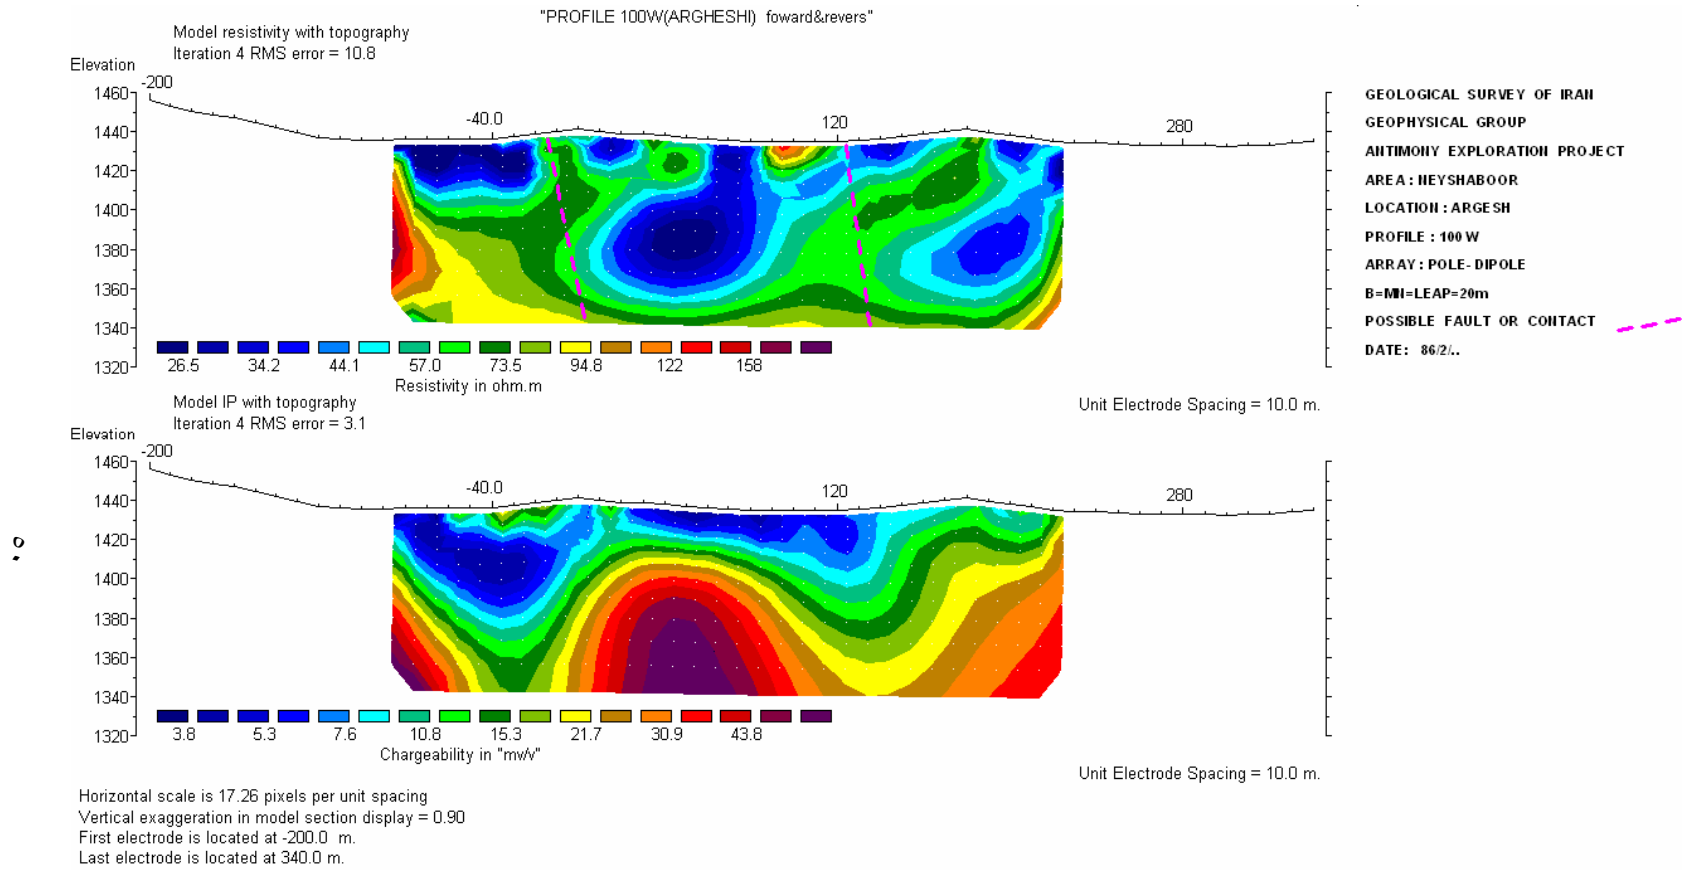 "PROFILE 100W(ARGHESHI) foward&revers"
Model resistivity with topography
Iteration 4 RMS error = 10.8
Elevation
-200
1460
-40.0
120
280
1440
1420
1400
1380
1360
1340
1320
26.5 34.2 44.1 57.0 73.5 94.8 122 158
Resistivity in ohm.m
Unit Electrode Spacing = 10.0 m.
GEOLOGICAL SURVEY OF IRAN
GEOPHYSICAL GROUP
ANTIMONY EXPLORATION PROJECT
AREA : NEYSHABOOR
LOCATION : ARGESH
PROFILE : 100 W
ARRAY : POLE- DIPOLE
B=MN=LEAP=20m
POSSIBLE FAULT OR CONTACT
DATE: 86/2/..
Model IP with topography
Iteration 4 RMS error = 3.1
Elevation
-200
1460
-40.0
120
280
1440
1420
1400
1380
1360
1340
1320
3.8 5.3 7.6 10.8 15.3 21.7 30.9 43.8
Chargeability in "mv/v"
Unit Electrode Spacing = 10.0 m.
Horizontal scale is 17.26 pixels per unit spacing
Vertical exaggeration in model section display = 0.90
First electrode is located at -200.0 m.
Last electrode is located at 340.0 m.